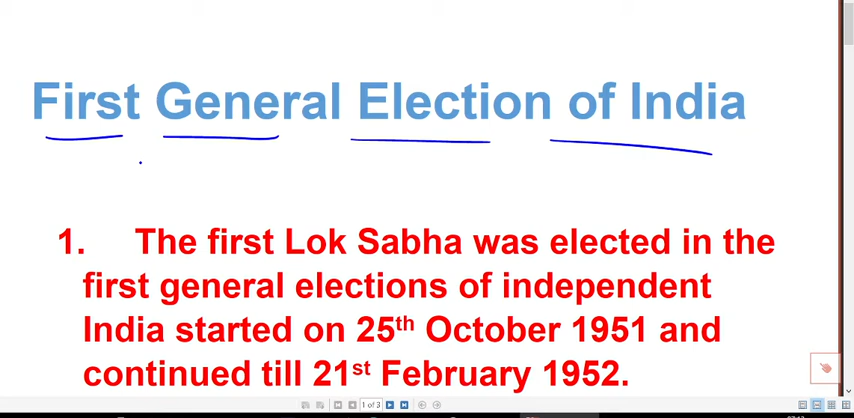 First General Election of India
1. The first Lok Sabha was elected in the
first general elections of independent
India started on 25th October 1951 and
continued till 21st February 1952.
1 of 3